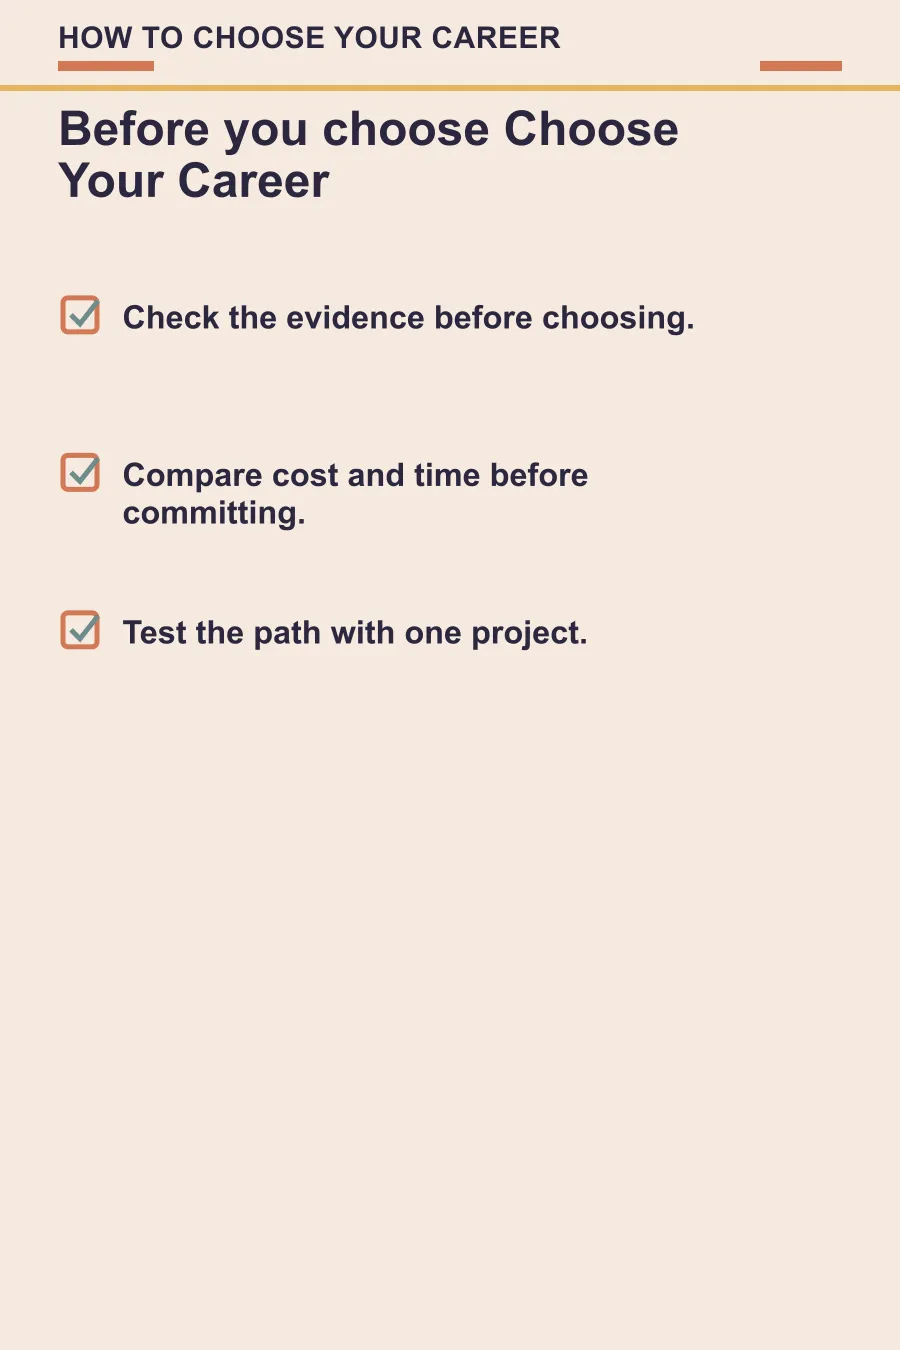 HOW TO CHOOSE YOUR CAREER
Before you choose Choose
Your Career
Check the evidence before choosing.
Compare cost and time before
committing.
Test the path with one project.